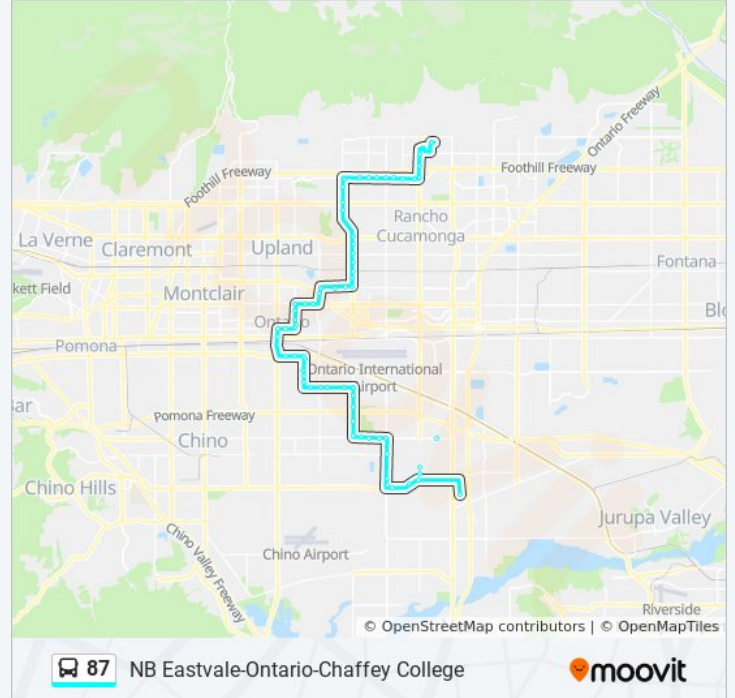 Ontario Freeway
Foothill Freeway
Foothill Freeway
Rancho
Cucamonga
La Verne
Claremont
Upland
Fontana
kett Field
Montclair
Ontario
Pomona
Ontario International
Airport
Pomona Freeway
Chino
Chino Hills
Jurupa Valley
Chino Valley Freeway
Chino Airport
Riverside
© OpenStreetMap contributors | © OpenMapTiles
87 NB Eastvale-Ontario-Chaffey College
moovit